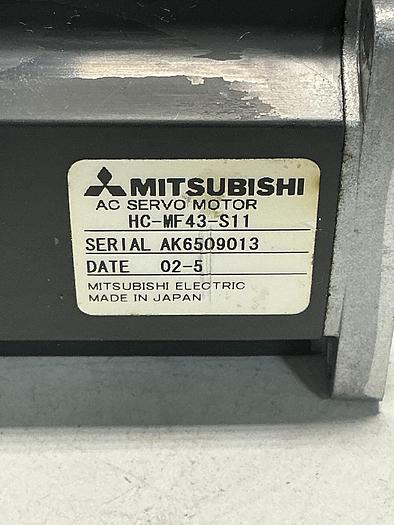 MITSUBISHI
AC SERVO MOTOR
HC-MF43-S11
SERIAL AK6509013
DATE 02-5
MITSUBISHI ELECTRIC
MADE IN JAPAN